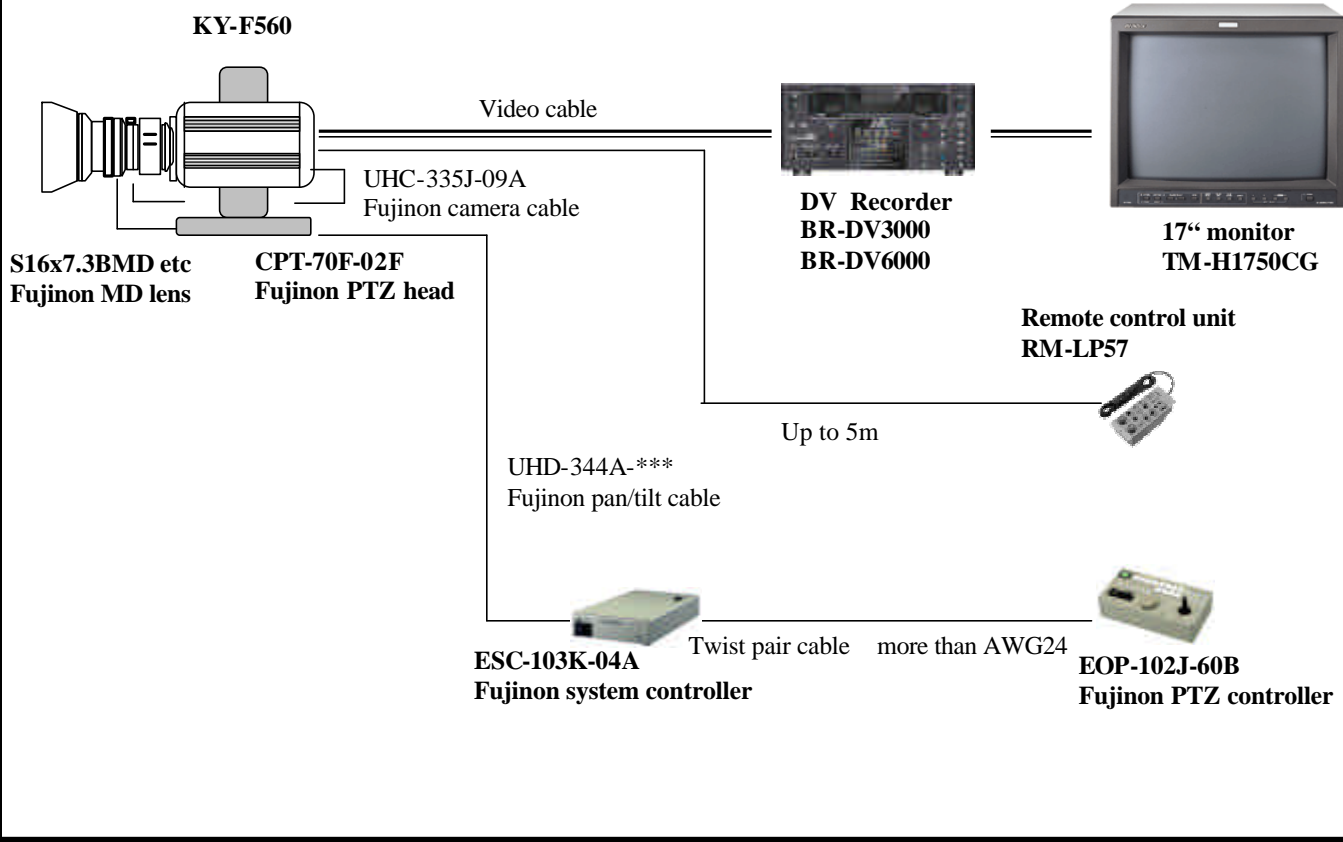 KY-F560
Video cable
UHC-335J-09A
Fujinon camera cable
DV Recorder
BR-DV3000
BR-DV6000
17“ monitor
TM-H1750CG
S16x7.3BMD etc
Fujinon MD lens
CPT-70F-02F
Fujinon PTZ head
Remote control unit
RM-LP57
Up to 5m
UHD-344A-***
Fujinon pan/tilt cable
Twist pair cable more than AWG24
ESC-103K-04A
Fujinon system controller
EOP-102J-60B
Fujinon PTZ controller